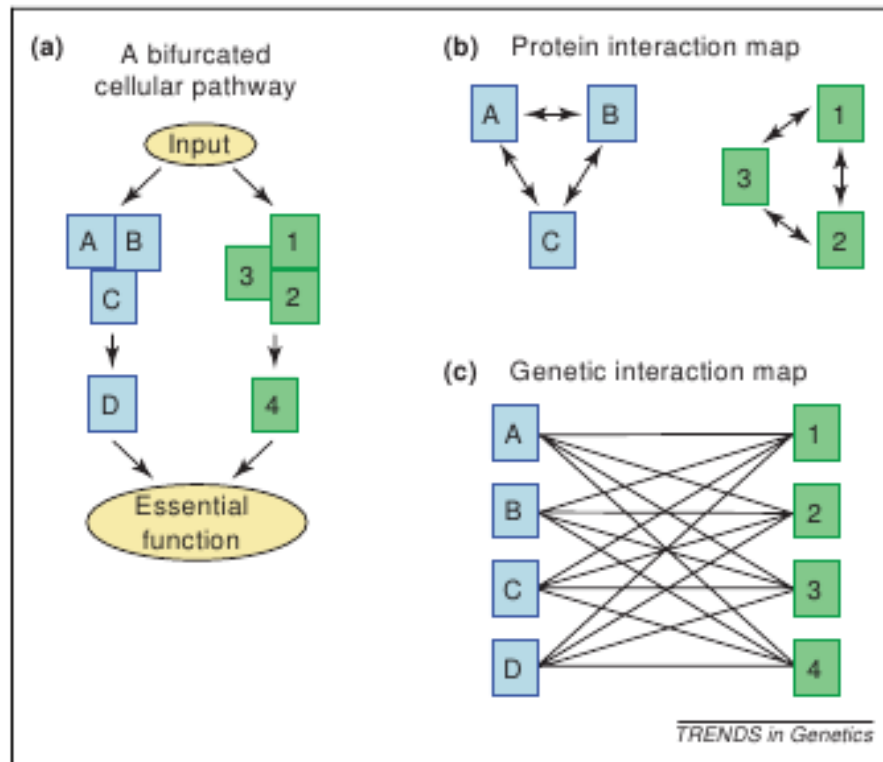 (a)
A bifurcated
cellular pathway
Input
A B
1
3
C
2
D
4
Essential
function
(b) Protein interaction map
A B
1
3
C
2
(c) Genetic interaction map
A 1
B 2
C 3
D 4
TRENDS in Genetics